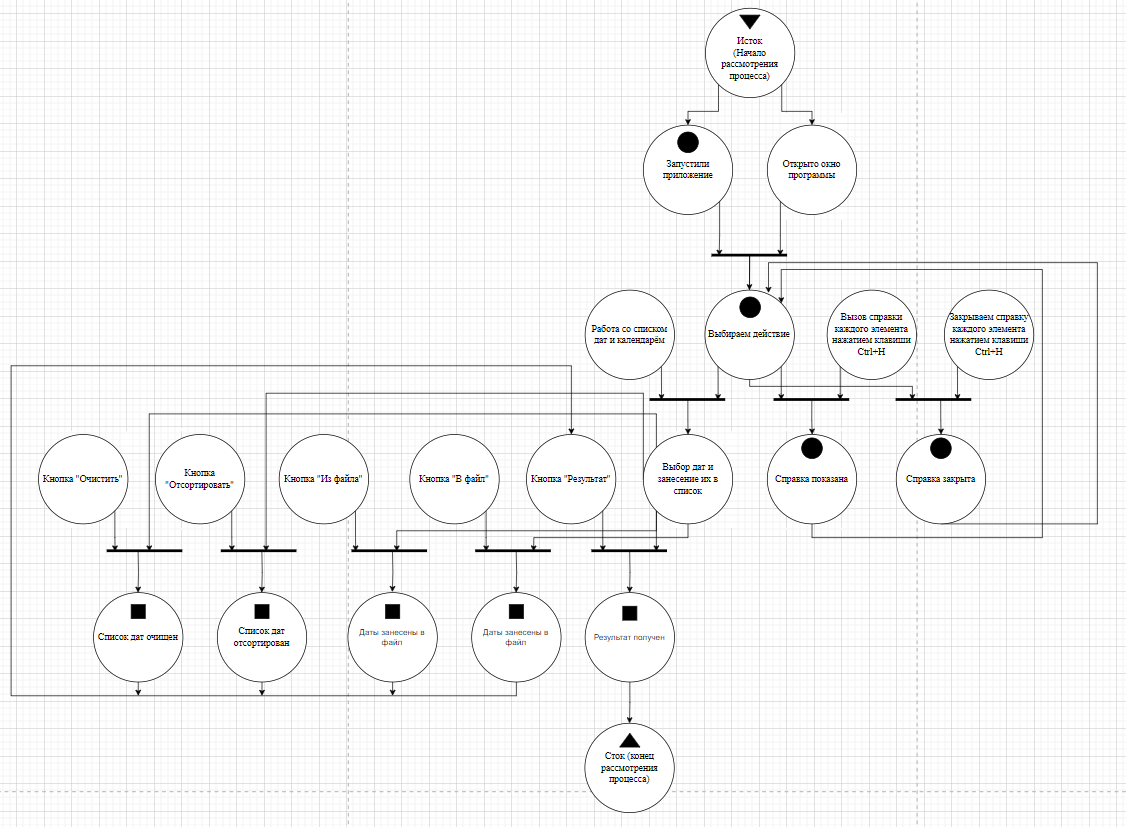 Исток
(Начало
рассмотрения
процесса)
Запустили
приложение
Открыто окно
программы
Работа со списком
дат и календарём
Выбираем действие
Вызов справки
каждого элемента
нажатием клавиши
Ctrl+H
Закрываем справку
каждого элемента
нажатием клавиши
Ctrl+H
Кнопка "Очистить"
Кнопка
"Отсортировать"
Кнопка "Из файла"
Кнопка "В файл"
Кнопка "Результат"
Выбор дат и
занесение их в
список
Справка показана
Справка закрыта
Список дат очищен
Список дат
отсортирован
Даты занесены в
файл
Даты занесены в
файл
Результат получен
Сток (конец
рассмотрения
процесса)